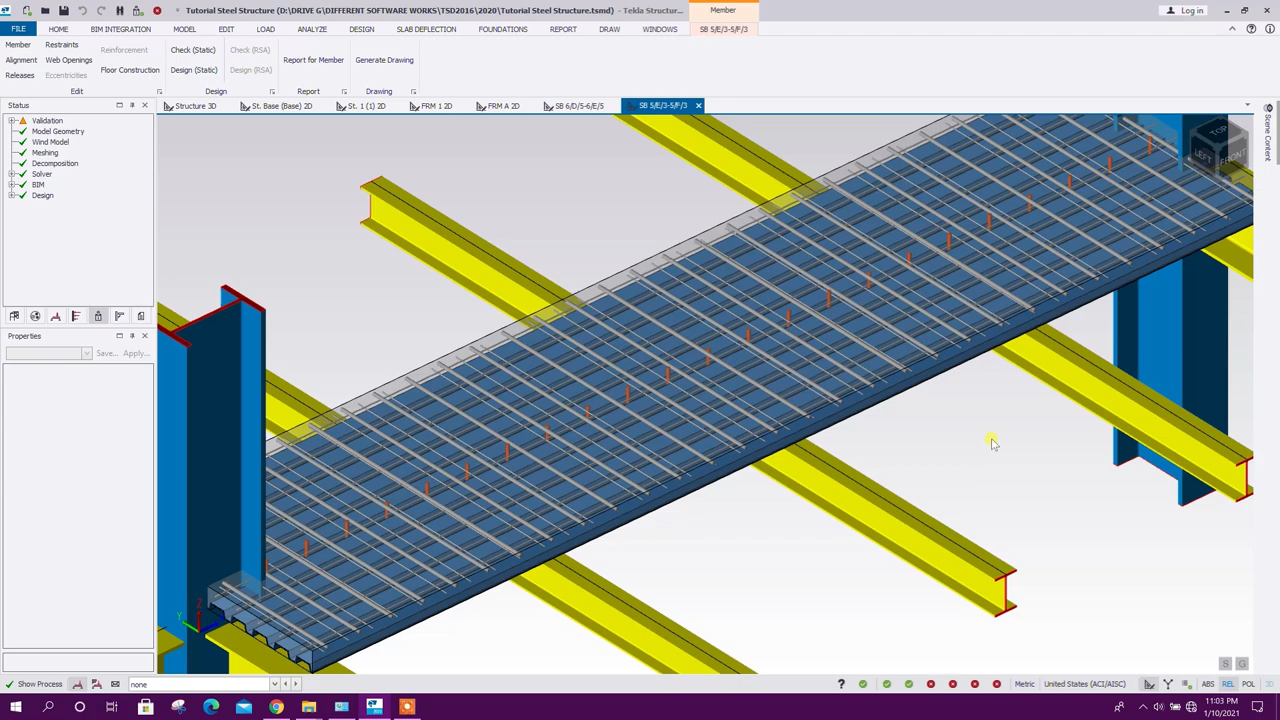 Tutorial Steel Structure (D:\DRIVE G\DIFFERENT SOFTWARE WORKS\TSD2016\2020\Tutorial Steel Structure.tsmd) - Tekla Structur...
Member
Log in
FILE HOME BIM INTEGRATION MODEL EDIT LOAD ANALYZE DESIGN SLAB DEFLECTION FOUNDATIONS REPORT DRAW WINDOWS SB 5/E/3-5/F/3
Member Restraints Reinforcement Check (Static) Check (RSA)
Alignment Web Openings Report for Member Generate Drawing
Releases Eccentricities Floor Construction Design (Static) Design (RSA)
Edit Design Report Drawing
Status
Structure 3D St. Base (Base) 2D St. 1 (1) 2D FRM 1 2D FRM A 2D SB 6/D/5-6/E/5 SB 5/E/3-5/F/3
Scene Content
Validation
Model Geometry
Wind Model
Meshing
Decomposition
Solver
BIM
Design
TOP
LEFT FRONT
Properties
Save... Apply...
Z
Y
S G
Show Process none Metric United States (ACI/AISC) ABS REL POL 3D
11:03 PM
1/10/2021